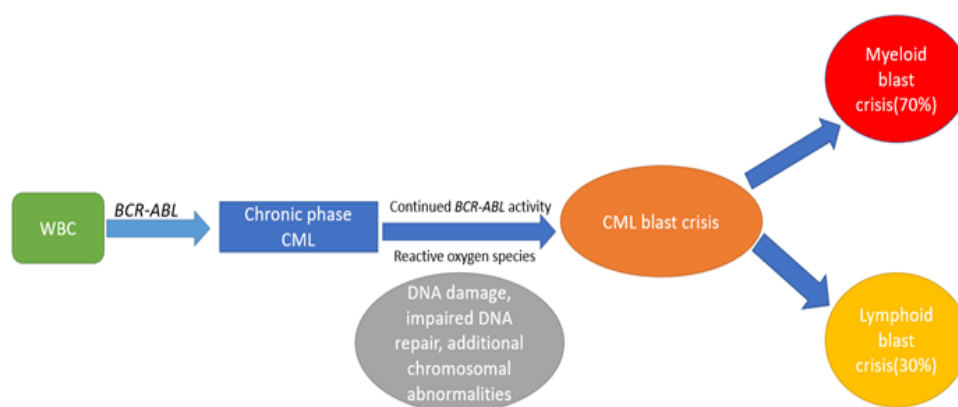 WBC
BCR-ABL
Chronic phase
CML
Continued BCR-ABL activity
Reactive oxygen species
DNA damage,
impaired DNA
repair, additional
chromosomal
abnormalities
CML blast crisis
Myeloid
blast
crisis(70%)
Lymphoid
blast
crisis(30%)